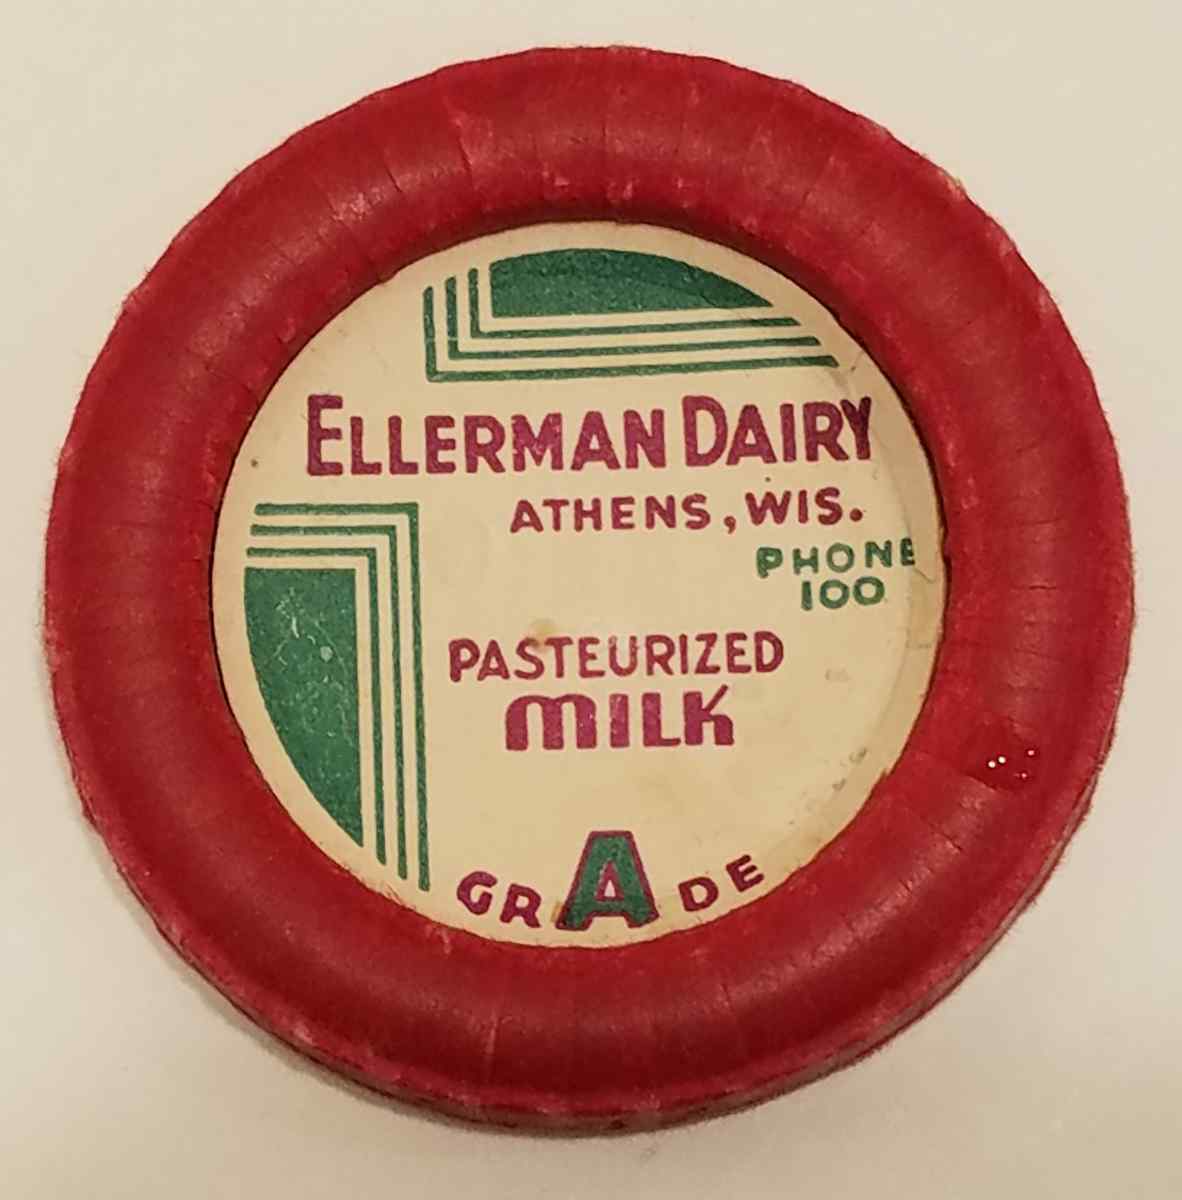 ELLERMAN DAIRY
ATHENS, WIS.
PHONE
100
PASTEURIZED
MILK
GRADE